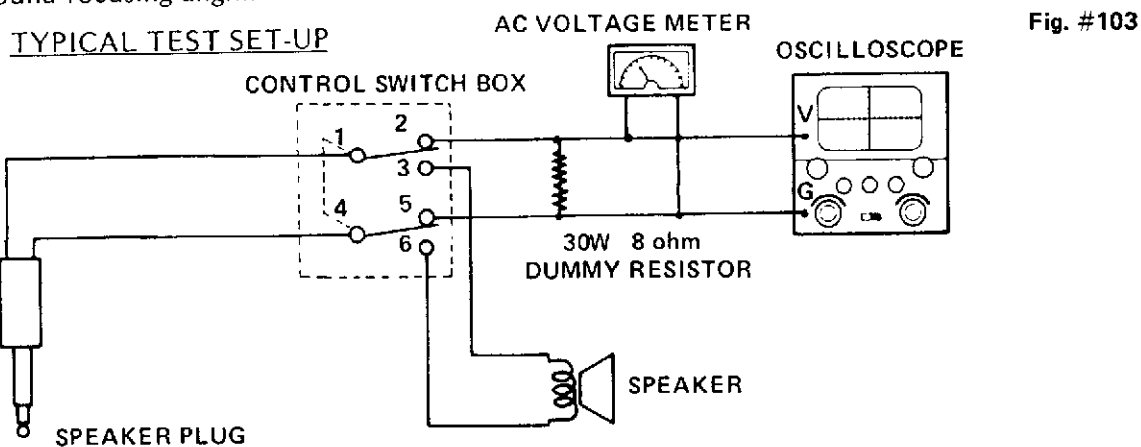 TYPICAL TEST SET-UP
AC VOLTAGE METER
Fig. #103
OSCILLOSCOPE
CONTROL SWITCH BOX
1
2
3
4
5
6
V
G
30W 8 ohm
DUMMY RESISTOR
SPEAKER
SPEAKER PLUG